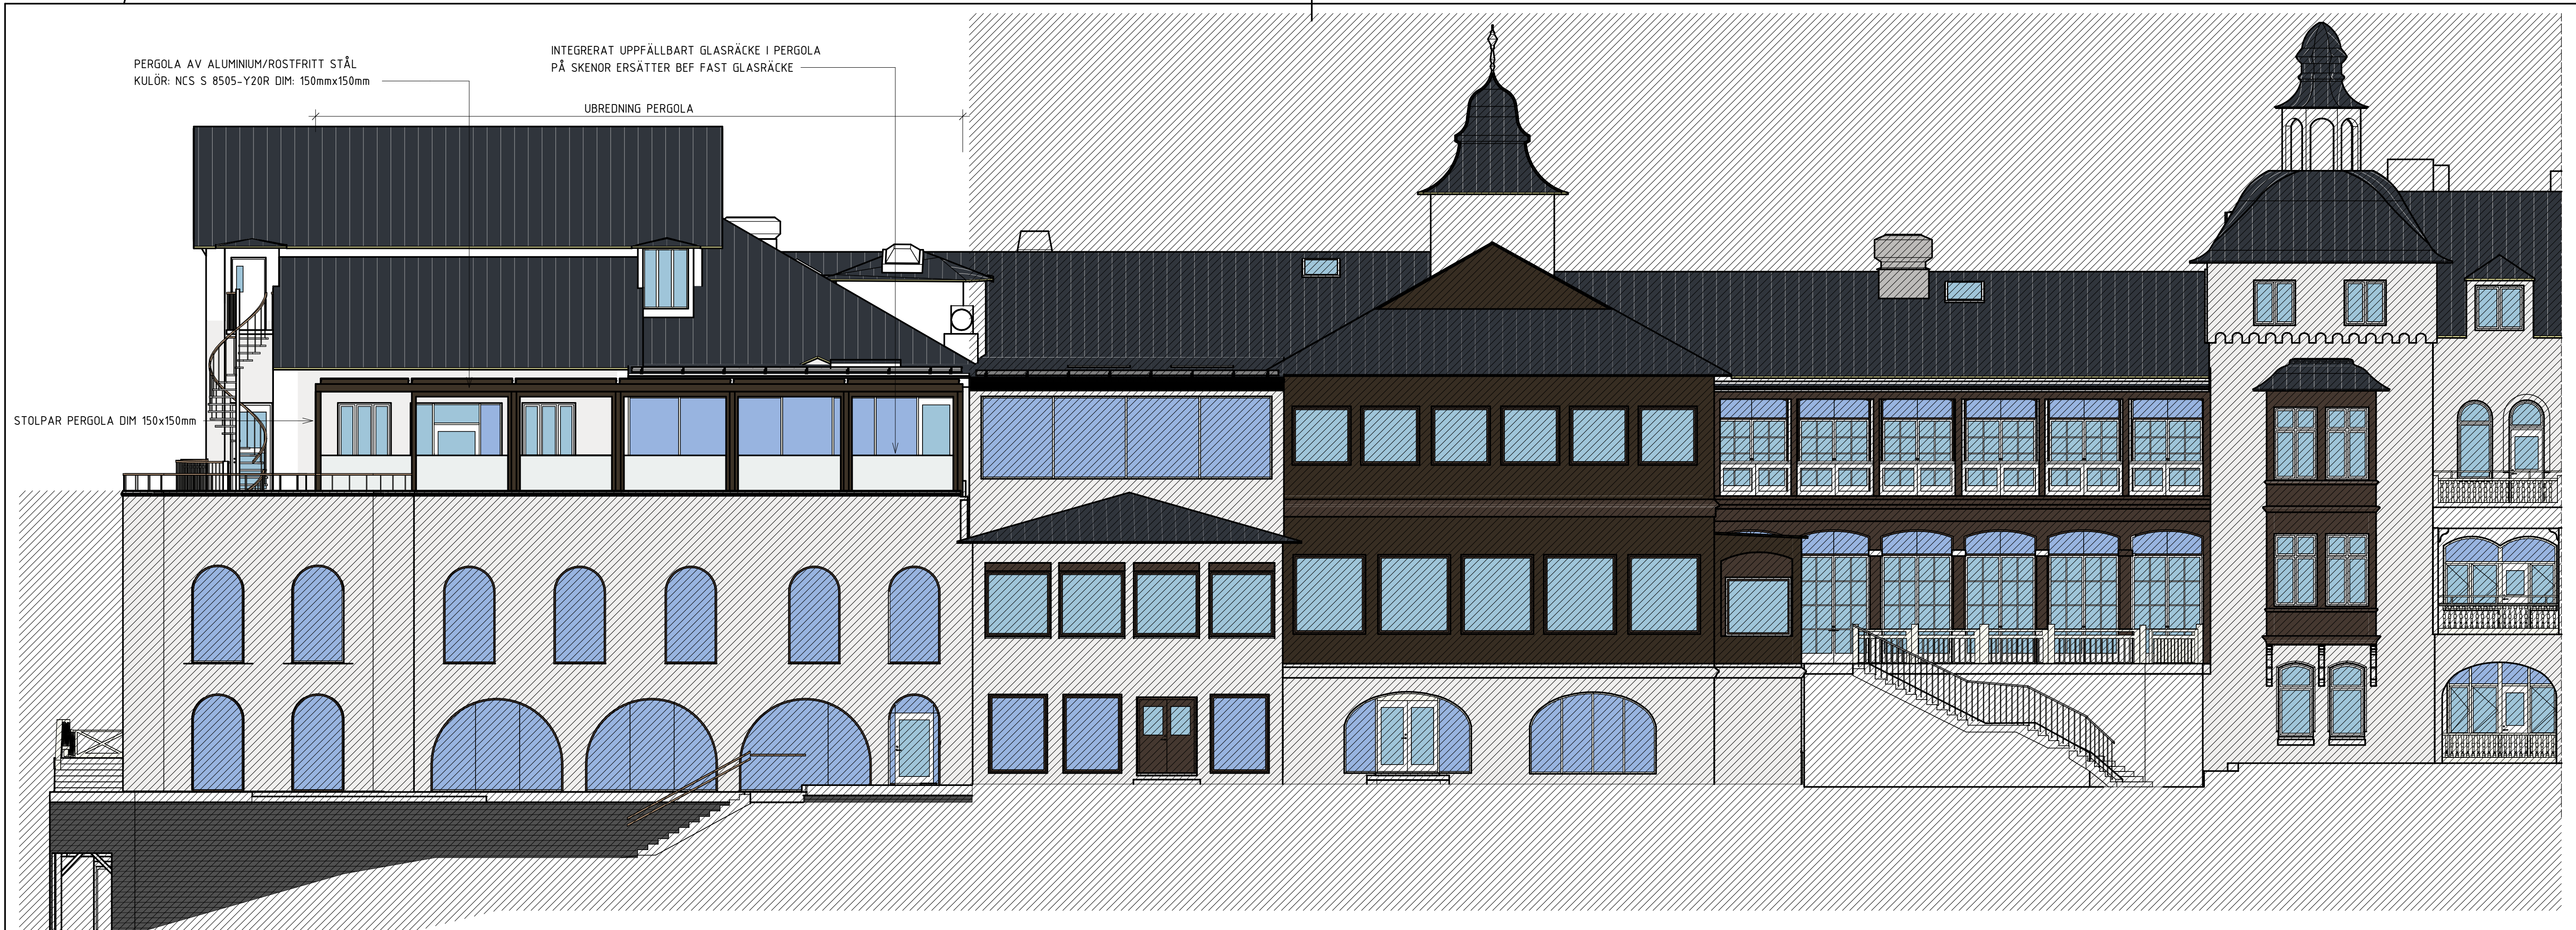 PERGOLA AV ALUMINIUM/ROSTFRITT STÅL
KULÖR: NCS S 8505-Y20R DIM: 150mmx150mm
INTEGRERAT UPPFÄLLBART GLASRÄCKE I PERGOLA
PÅ SKENOR ERSÄTTER BEF FAST GLASRÄCKE
UBREDNING PERGOLA
STOLPAR PERGOLA DIM 150x150mm